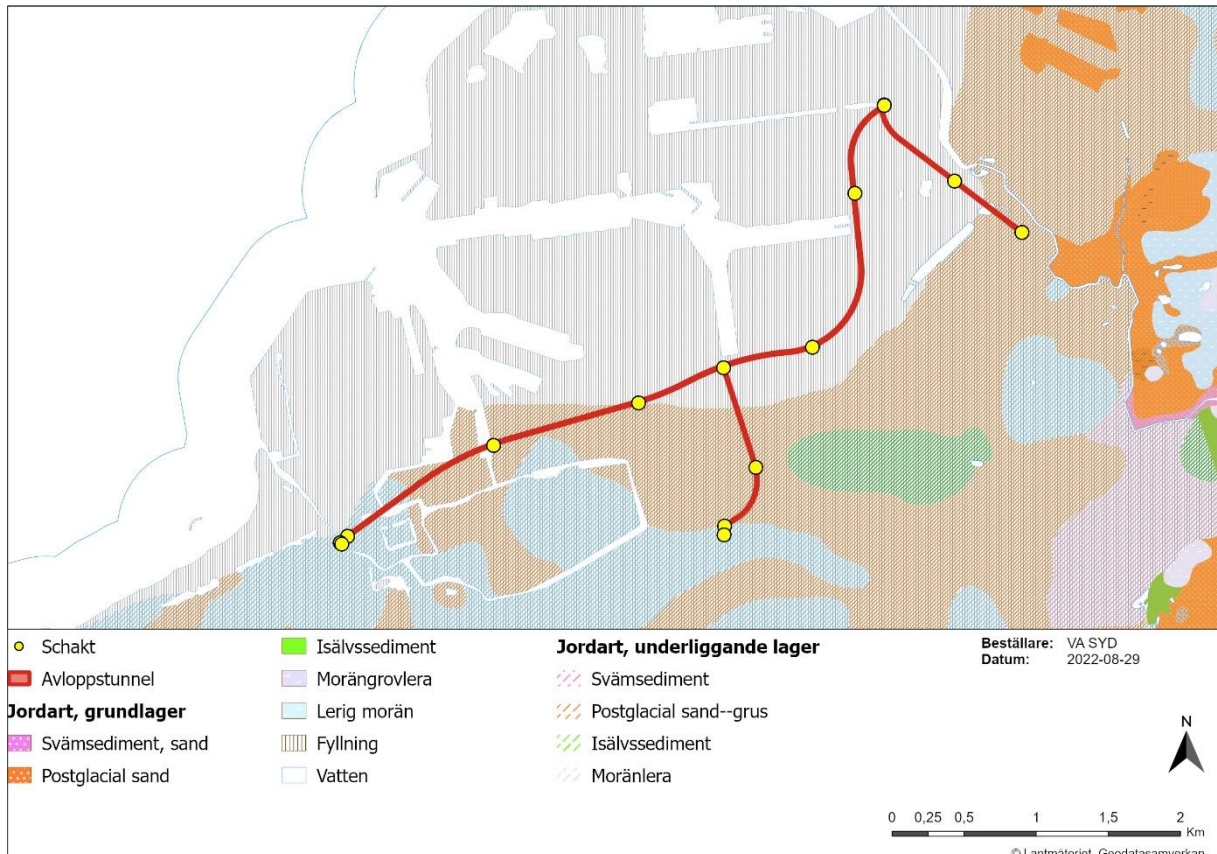 Schakt
Avloppstunnel
Jordart, grundlager
Svämsediment, sand
Postglacial sand
Isälvssediment
Morängrovlera
Lerig morän
Fyllning
Vatten
Jordart, underliggande lager
Svämsediment
Postglacial sand--grus
Isälvssediment
Moränlera
Beställare: VA SYD
Datum: 2022-08-29
N
0 0,25 0,5 1 1,5 2
Km
© Lantmäteriet, Geodatasamverkan